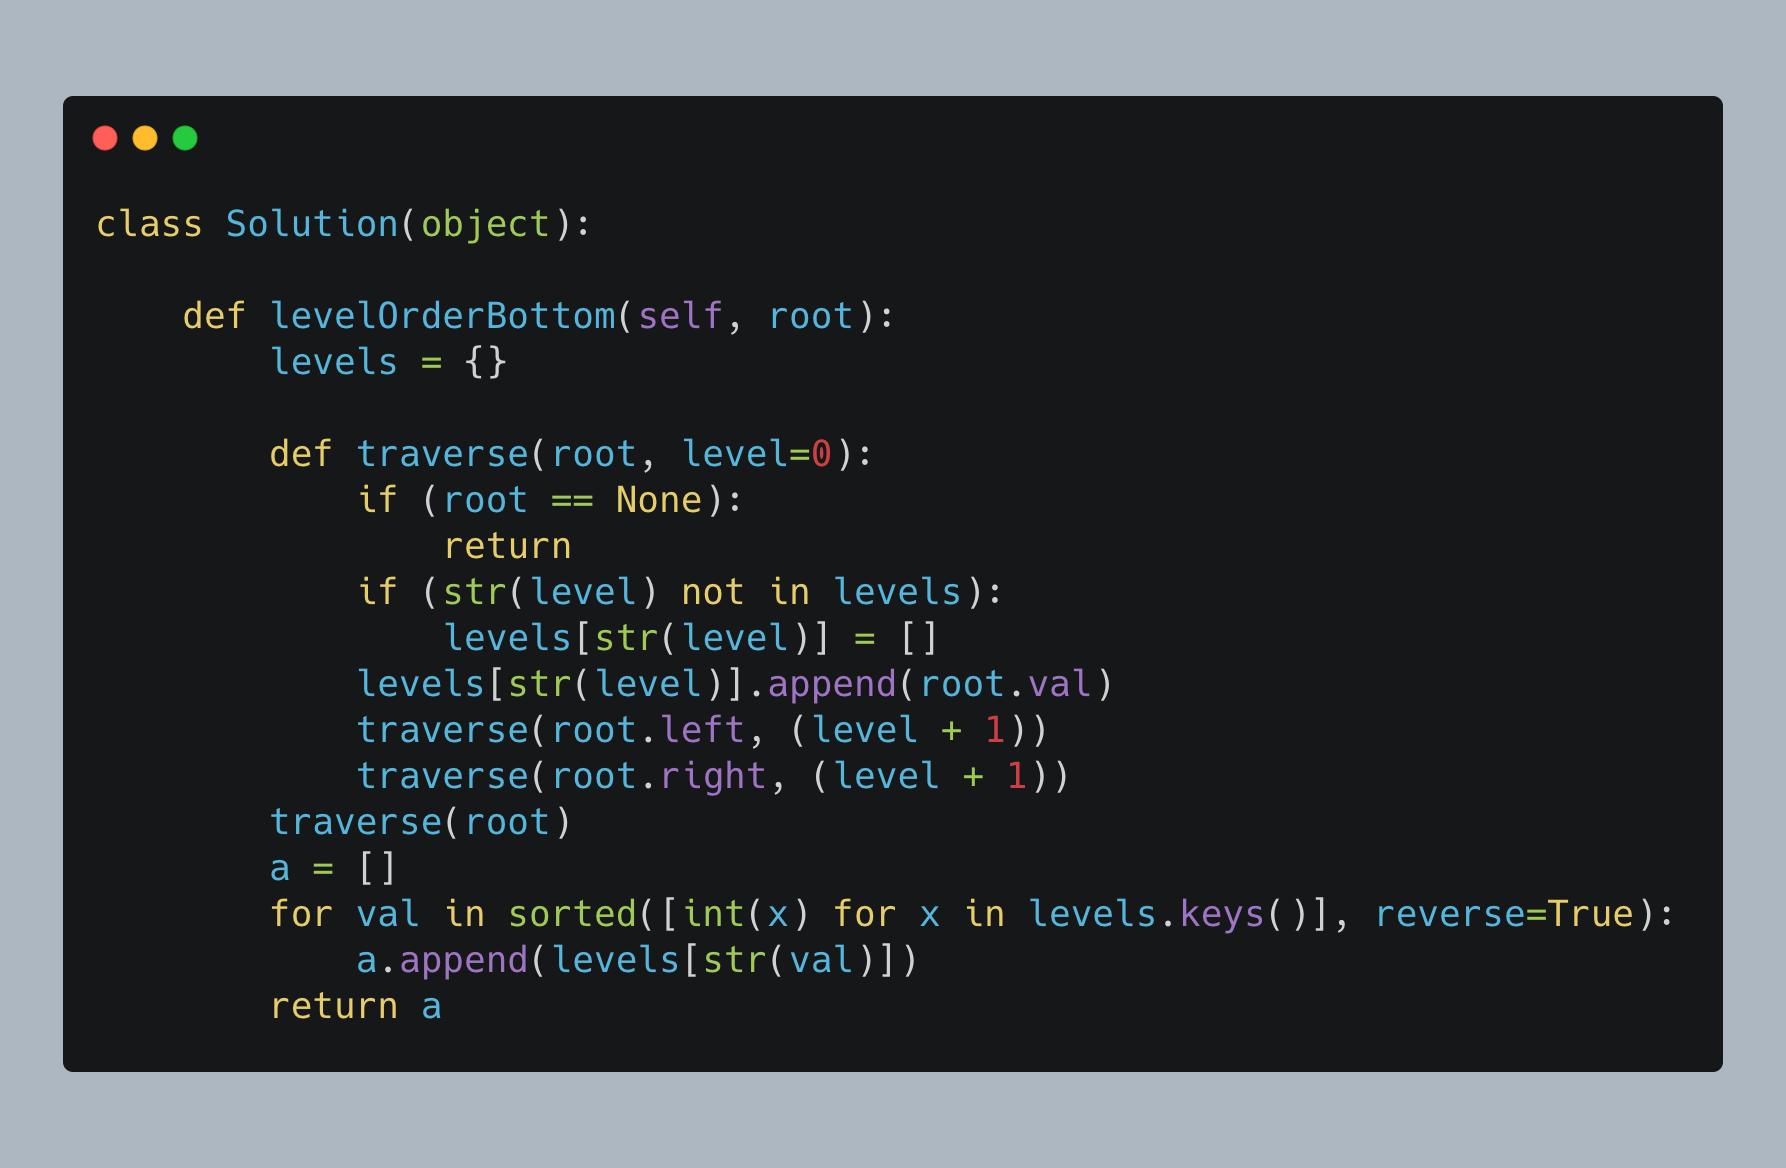 class Solution(object):

    def levelOrderBottom(self, root):
        levels = {}

        def traverse(root, level=0):
            if (root == None):
                return
            if (str(level) not in levels):
                levels[str(level)] = []
            levels[str(level)].append(root.val)
            traverse(root.left, (level + 1))
            traverse(root.right, (level + 1))
        traverse(root)
        a = []
        for val in sorted([int(x) for x in levels.keys()], reverse=True):
            a.append(levels[str(val)])
        return a